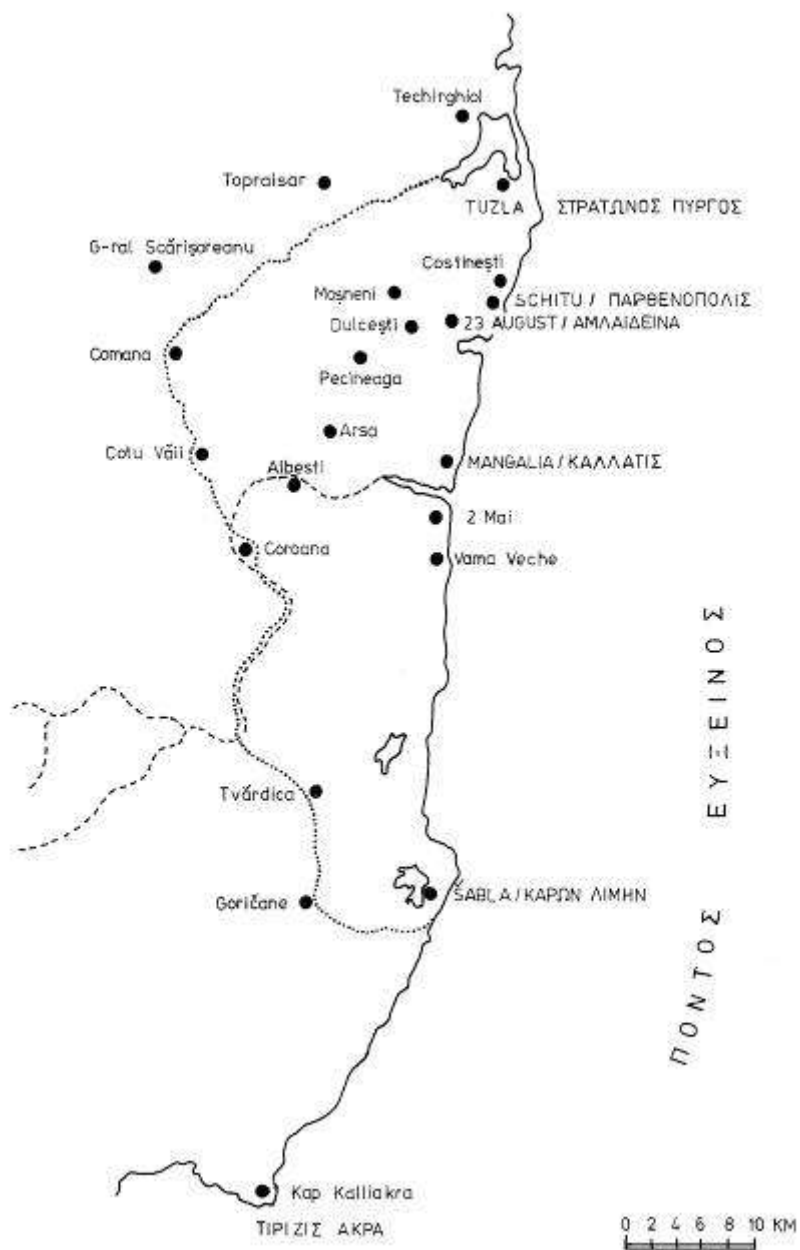 Techirghiol
Topraisar
TUZLA ΣΤΡΑΤΩΝΟΣ ΠΥΡΓΟΣ
G-ral Scărişoreanu
Costineşti
Moşneni
SCHITU / ΠΑΡΘΕΝΟΠΟΛΙΣ
Dulceşti
23 AUGUST / ΑΜΛΑΙΔΕΙΝΑ
Comana
Pecineaga
Arsa
Cotu Văii
MANGALIA / ΚΑΛΛΑΤΙΣ
Albeşti
2 Mai
Coroana
Vama Veche
ΠΟΝΤΟΣ ΕΥΞΕΙΝΟΣ
Tvărdica
ŠABLA / ΚΑΡΩΝ ΛΙΜΗΝ
Goričane
Kap Kalliakra
ΤΙΡΙΖΙΣ ΑΚΡΑ
0 2 4 6 8 10 KM